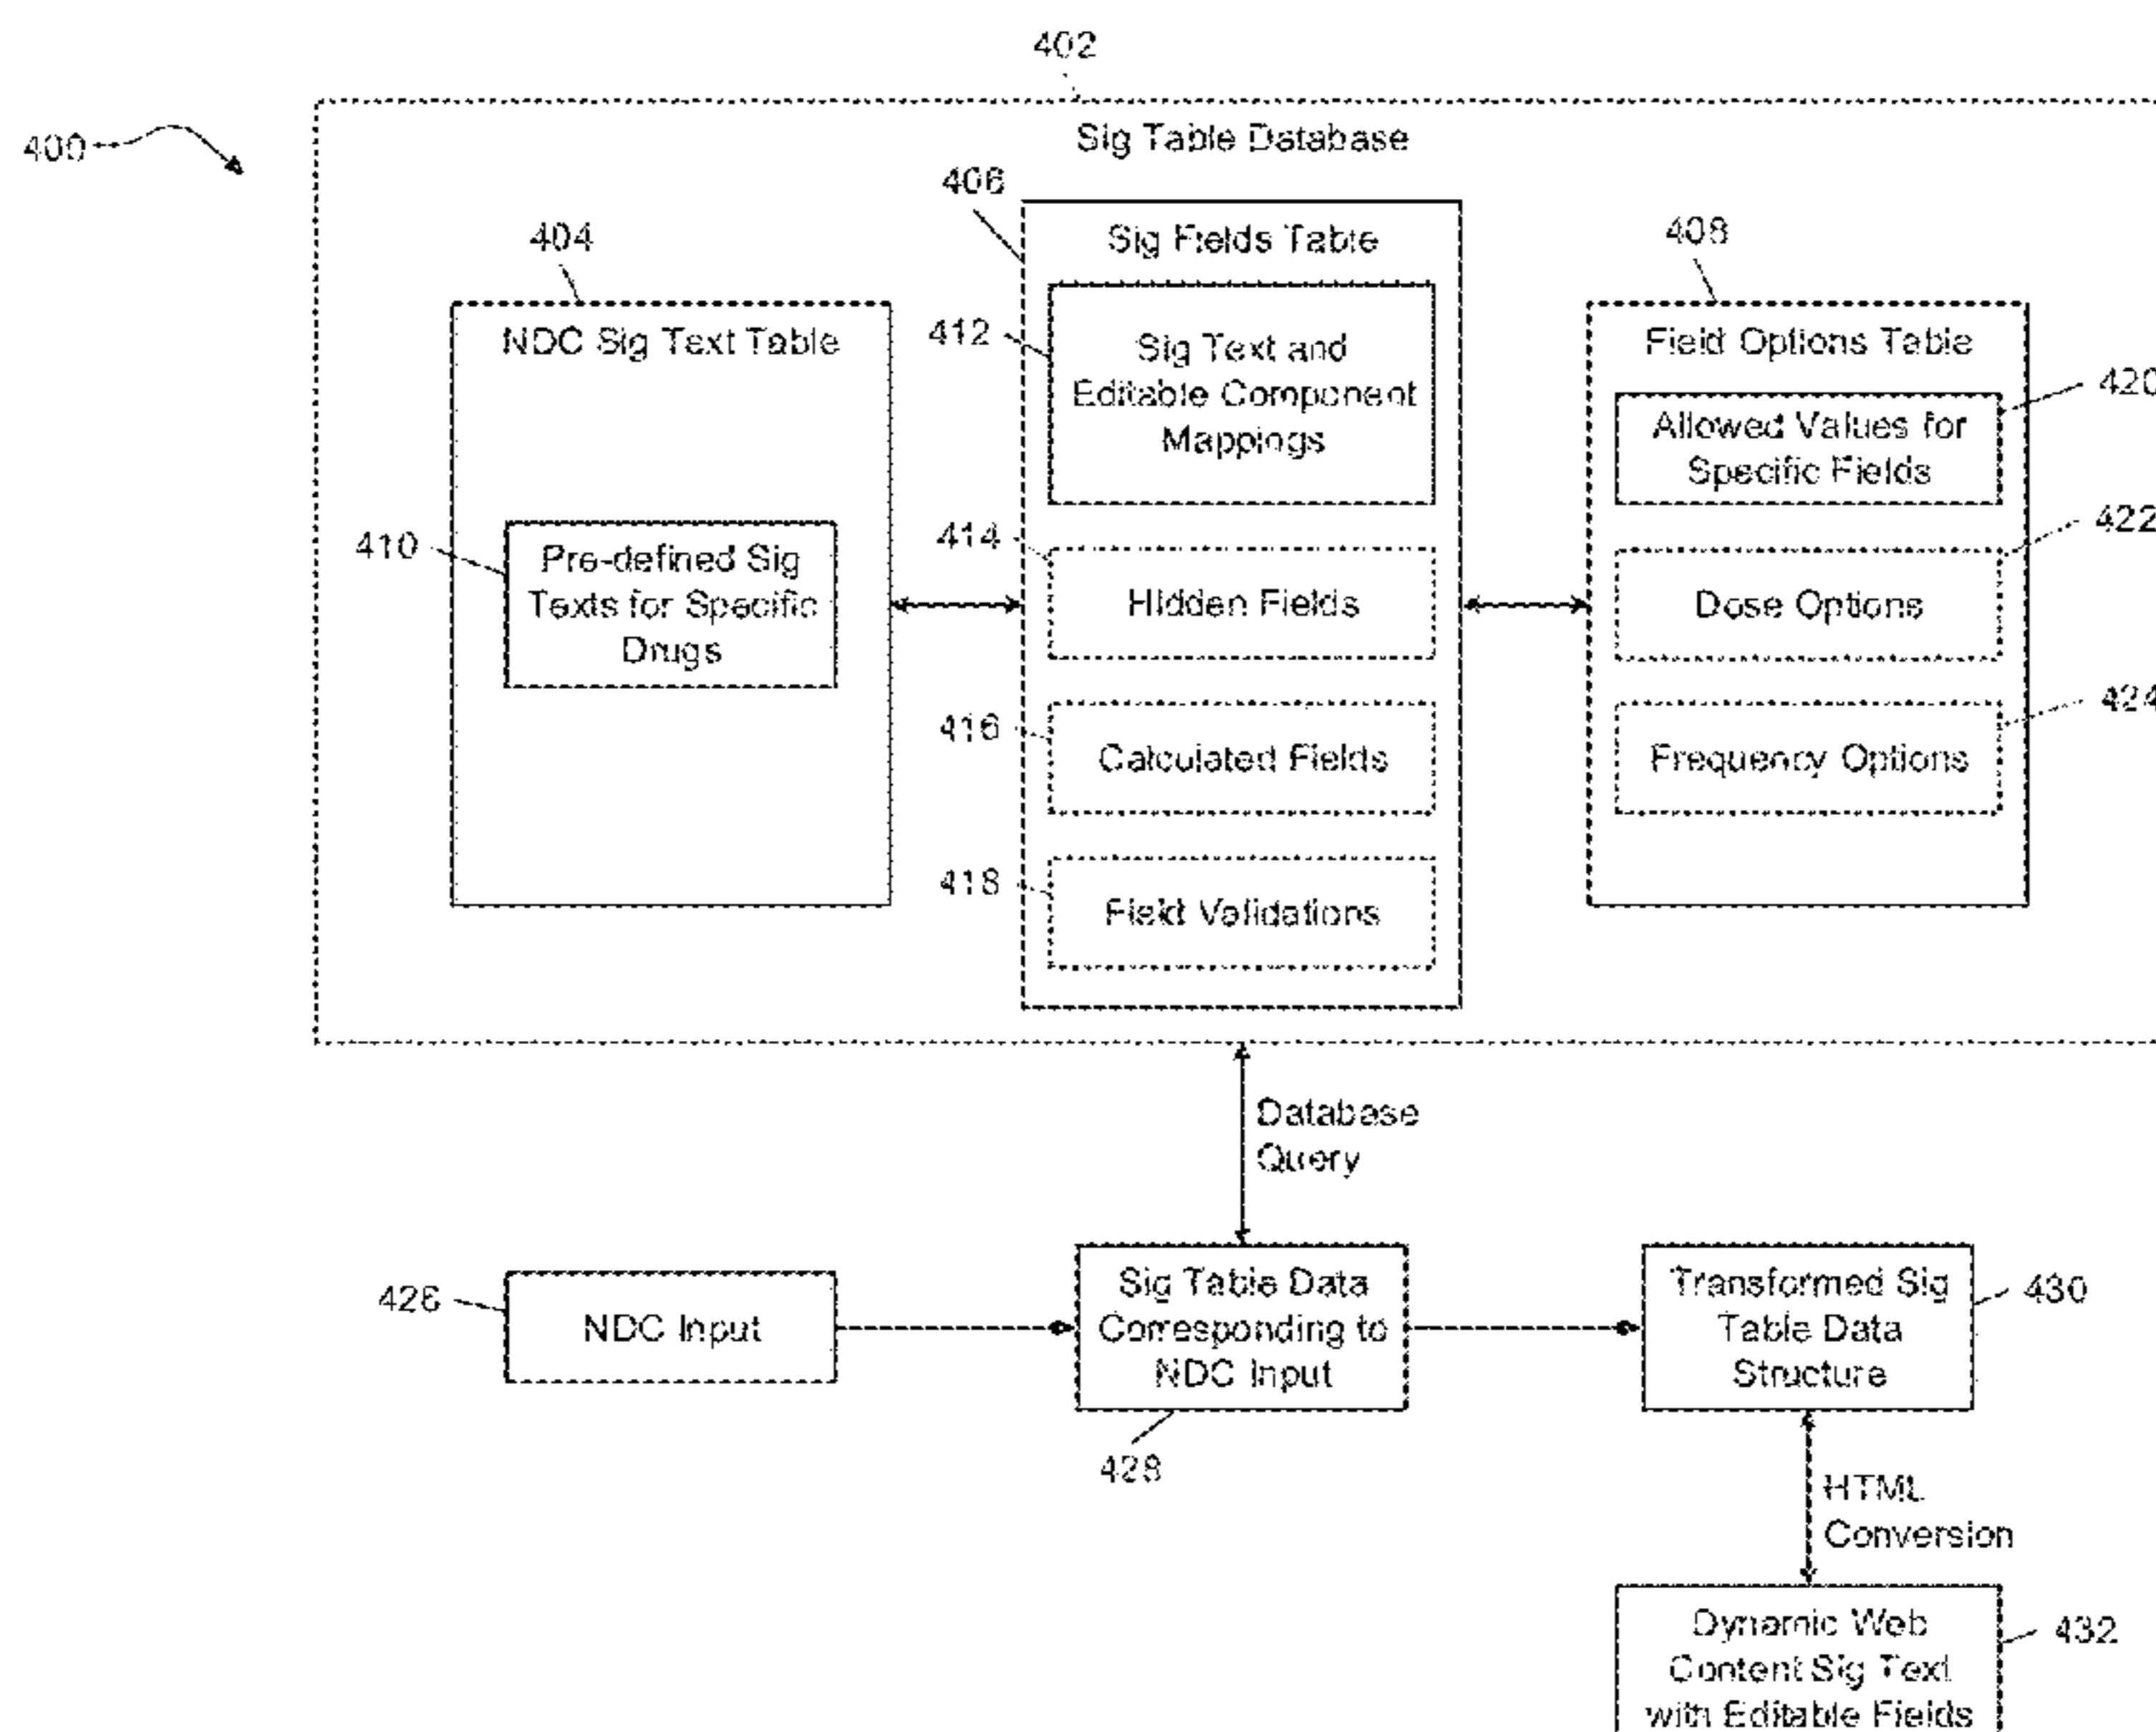 402
400
Sig Table Database
406
404
Sig Fields Table
408
NDC Sig Text Table
412
Sig Text and
Editable Component
Mappings
Field Options Table
420
Allowed Values for
Specific Fields
410
Pre-defined Sig
Texts for Specific
Drugs
414
Hidden Fields
422
Dose Options
416
Calculated Fields
424
Frequency Options
418
Field Validations
Database
Query
426
NDC Input
Sig Table Data
Corresponding to
NDC Input
428
Transformed Sig
Table Data
Structure
430
HTML
Conversion
Dynamic Web
Content Sig Text
with Editable Fields
432